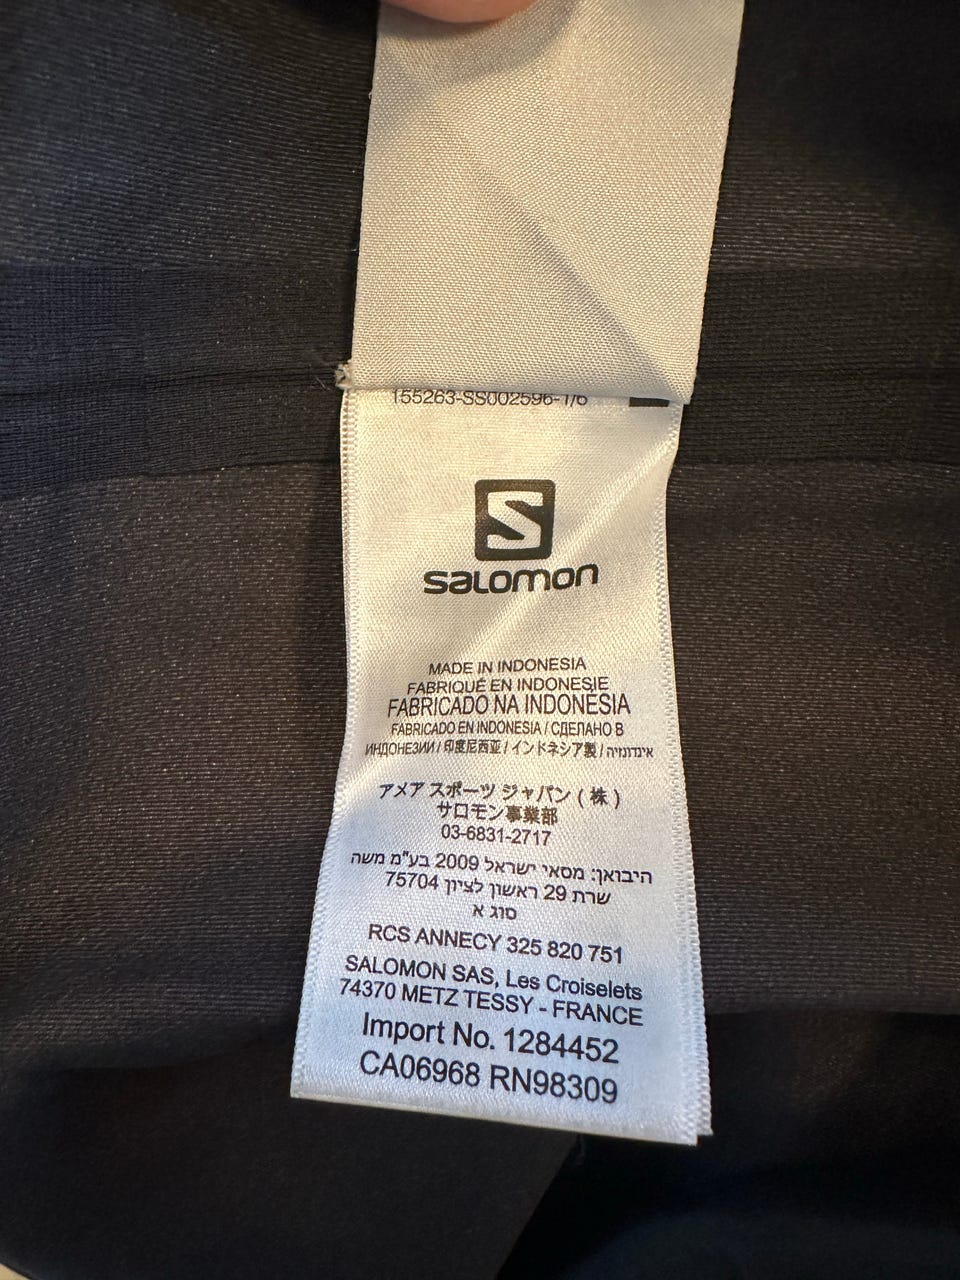 155263-SS002596-1/6
S
SALOMON
MADE IN INDONESIA
FABRIQUÉ EN INDONESIE
FABRICADO NA INDONÉSIA
FABRICADO EN INDONESIA / СДЕЛАНО В
ИНДОНЕЗИИ / 印度尼西亚 / インドネシア製 / אינדונזיה
アメア スポーツ ジャパン ( 株 )
サロモン事業部
03-6831-2717
היבואן: מסאי ישראל 2009 בע"מ משה
שרת 29 ראשון לציון 75704
סוג א
RCS ANNECY 325 820 751
SALOMON SAS, Les Croiselets
74370 METZ TESSY - FRANCE
Import No. 1284452
CA06968 RN98309